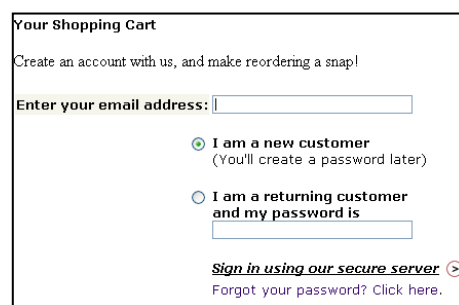 Your Shopping Cart
Create an account with us, and make reordering a snap!
Enter your email address:
I am a new customer
(You'll create a password later)
I am a returning customer
and my password is
Sign in using our secure server >
Forgot your password? Click here.